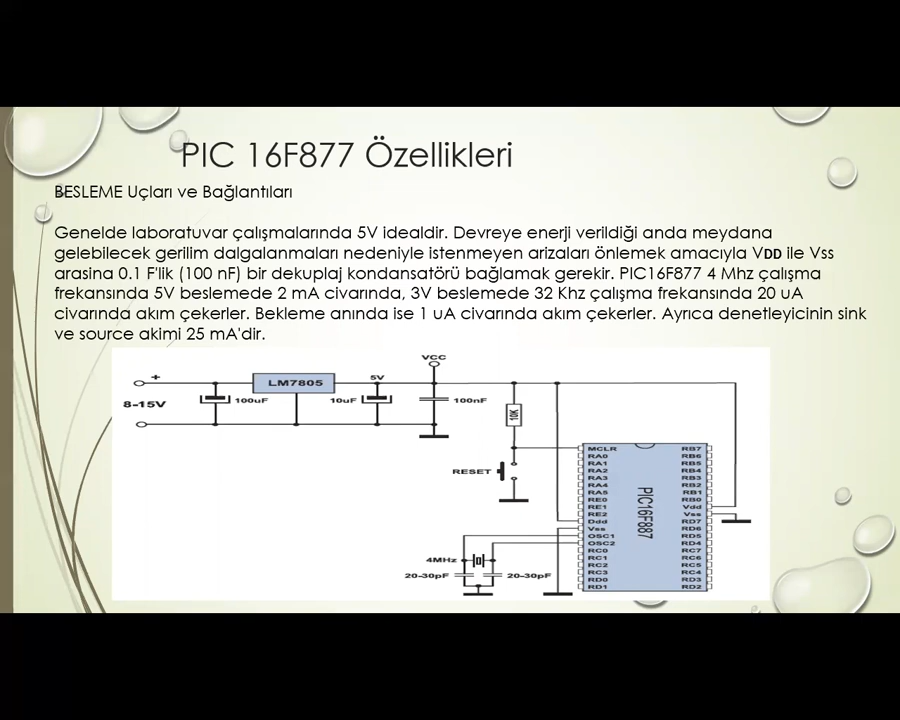 PIC 16F877 Özellikleri
BESLEME Uçları ve Bağlantıları
Genelde laboratuvar çalışmalarında 5V idealdir. Devreye enerji verildiği anda meydana
gelebilecek gerilim dalgalanmaları nedeniyle istenmeyen arizaları önlemek amacıyla VDD ile Vss
arasina 0.1 F'lik (100 nF) bir dekuplaj kondansatörü bağlamak gerekir. PIC16F877 4 Mhz çalışma
frekansında 5V beslemede 2 mA civarında, 3V beslemede 32 Khz çalışma frekasında 20 uA
civarında akım çekerler. Bekleme anında ise 1 uA civarında akım çekerler. Ayrıca denetleyicinin sink
ve source akimi 25 mA'dir.
VCC
+
LM7805
5V
8-15V
100uF
10uF
100nF
10K
RESET
MCLR
RA0
RA1
RA2
RA3
RA4
RA5
RE0
RE1
RE2
Ddd
Vss
OSC1
OSC2
RC0
RC1
RC2
RC3
RD0
RD1
PIC16F887
RB7
RB6
RB5
RB4
RB3
RB2
RB1
RB0
Vdd
Vss
RD7
RD6
RD5
RD4
RC7
RC6
RC5
RC4
RD3
RD2
4MHz
20-30pF
20-30pF